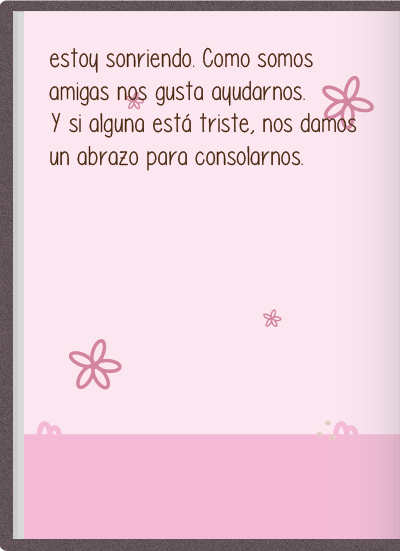 estoy sonriendo. Como somos
amigas nos gusta ayudarnos.
Y si alguna está triste, nos damos
un abrazo para consolarnos.